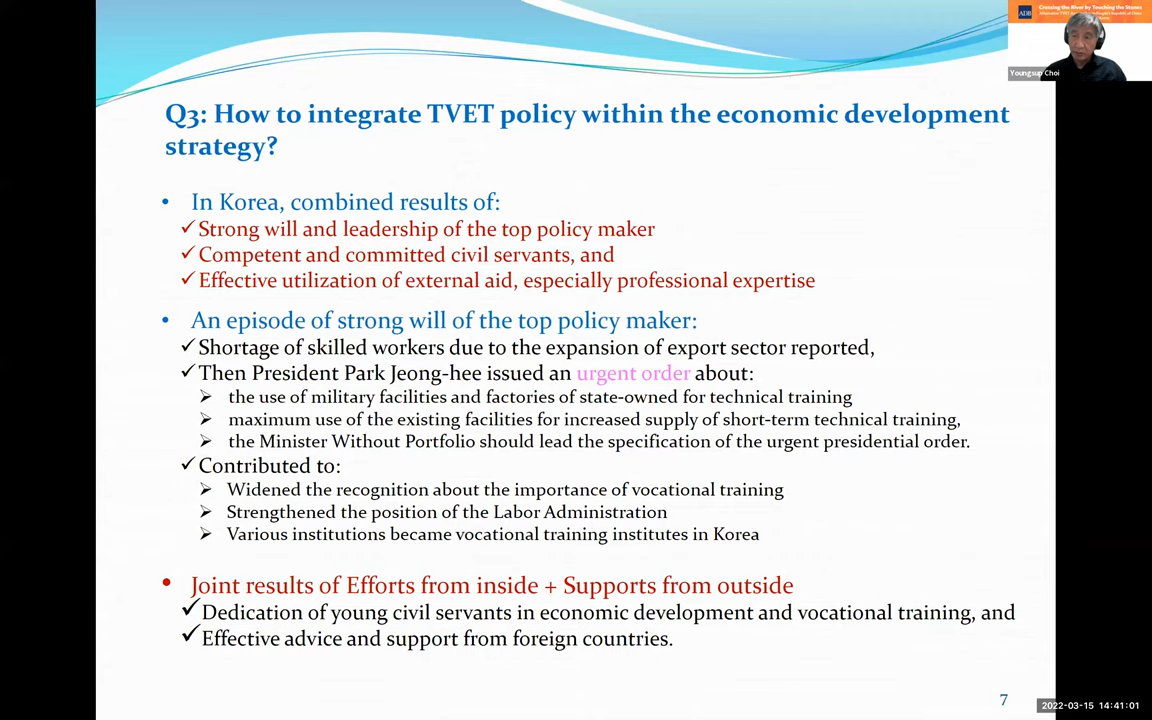 ADB
Crossing the River by Touching the Stones
Youngsup Choi
Q3: How to integrate TVET policy within the economic development
strategy?
• In Korea, combined results of:
✓Strong will and leadership of the top policy maker
✓Competent and committed civil servants, and
✓Effective utilization of external aid, especially professional expertise
• An episode of strong will of the top policy maker:
✓Shortage of skilled workers due to the expansion of export sector reported,
✓Then President Park Jeong-hee issued an urgent order about:
➢ the use of military facilities and factories of state-owned for technical training
➢ maximum use of the existing facilities for increased supply of short-term technical training,
➢ the Minister Without Portfolio should lead the specification of the urgent presidential order.
✓Contributed to:
➢ Widened the recognition about the importance of vocational training
➢ Strengthened the position of the Labor Administration
➢ Various institutions became vocational training institutes in Korea
• Joint results of Efforts from inside + Supports from outside
✓Dedication of young civil servants in economic development and vocational training, and
✓Effective advice and support from foreign countries.
7
2022-03-15 14:41:01